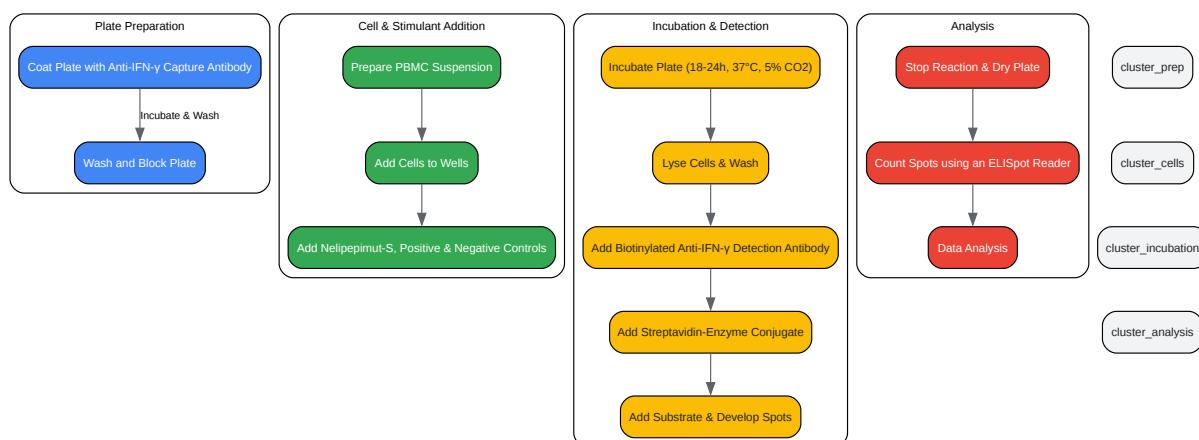 Plate Preparation
Coat Plate with Anti-IFN-γ Capture Antibody
Incubate & Wash
Wash and Block Plate
Cell & Stimulant Addition
Prepare PBMC Suspension
Add Cells to Wells
Add Nelipepimut-S, Positive & Negative Controls
Incubation & Detection
Incubate Plate (18-24h, 37°C, 5% CO2)
Lyse Cells & Wash
Add Biotinylated Anti-IFN-γ Detection Antibody
Add Streptavidin-Enzyme Conjugate
Add Substrate & Develop Spots
Analysis
Stop Reaction & Dry Plate
Count Spots using an ELISpot Reader
Data Analysis
cluster_prep
cluster_cells
cluster_incubation
cluster_analysis